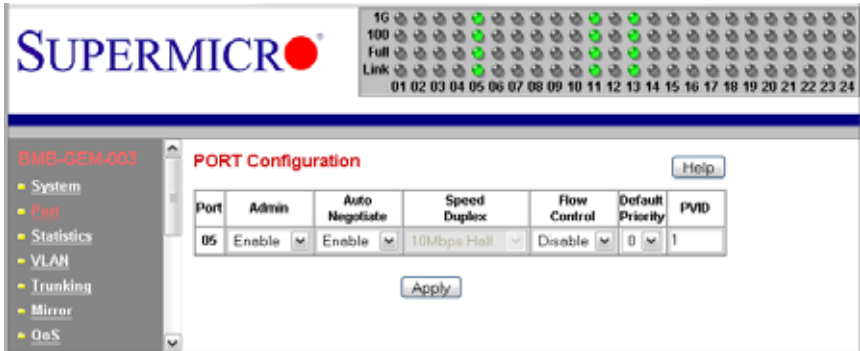 SUPERMICRO
1G
100
Full
Link
01 02 03 04 05 06 07 08 09 10 11 12 13 14 15 16 17 18 19 20 21 22 23 24
BMB-GEM-003
System
Port
Statistics
VLAN
Trunking
Mirror
QoS
PORT Configuration
Help
Port Admin Auto Negotiate Speed Duplex Flow Control Default Priority PVID
05 Enable Enable 10Mbps Half Disable 0 1
Apply